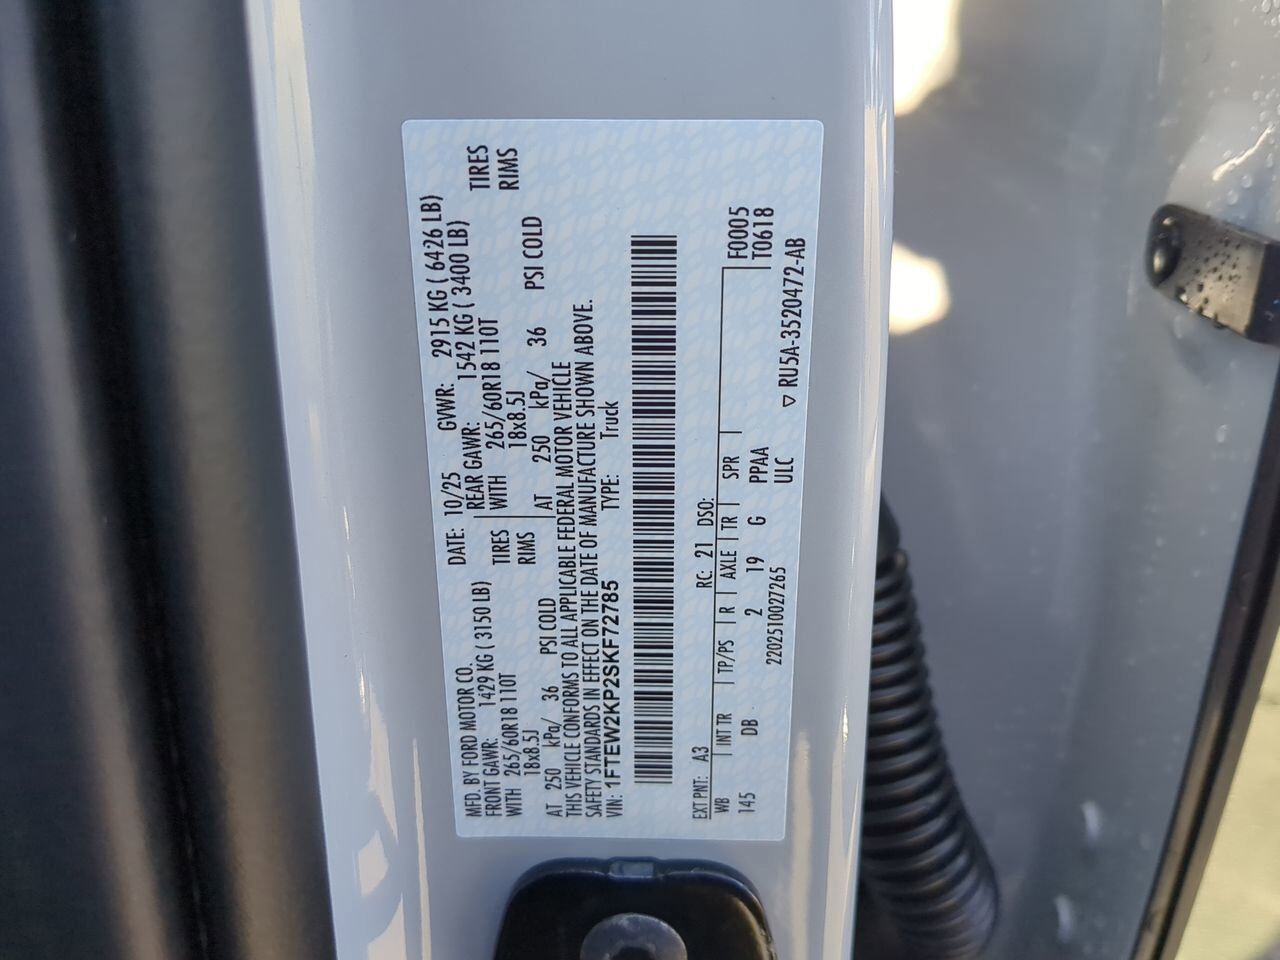 MFD. BY FORD MOTOR CO. DATE: 10/25 GVWR: 2915 KG ( 6426 LB)
FRONT GAWR: 1429 KG ( 3150 LB) REAR GAWR: 1542 KG ( 3400 LB)
WITH 265/60R18 110T TIRES WITH 265/60R18 110T TIRES
18x8.5J RIMS 18x8.5J RIMS
AT 250 kPa/ 36 PSI COLD AT 250 kPa/ 36 PSI COLD
THIS VEHICLE CONFORMS TO ALL APPLICABLE FEDERAL MOTOR VEHICLE
SAFETY STANDARDS IN EFFECT ON THE DATE OF MANUFACTURE SHOWN ABOVE.
VIN: 1FTEW2KP2SKF72785 TYPE: Truck
EXT PNT: A3 RC: 21 DSO: F0005
WB INT TR TP/PS R AXLE TR SPR T0618
145 DB 2 19 G PPAA
2202510027265 ULC ▽ RU5A-3520472-AB